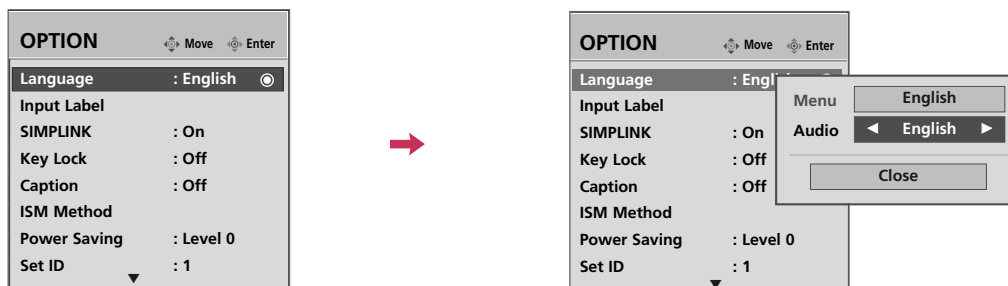 OPTION Move Enter
Language : English
Input Label
SIMPLINK : On
Key Lock : Off
Caption : Off
ISM Method
Power Saving : Level 0
Set ID : 1
OPTION Move Enter
Language : Engl
Input Label
SIMPLINK : On
Key Lock : Off
Caption : Off
ISM Method
Power Saving : Level 0
Set ID : 1
Menu English
Audio ◄ English ►
Close